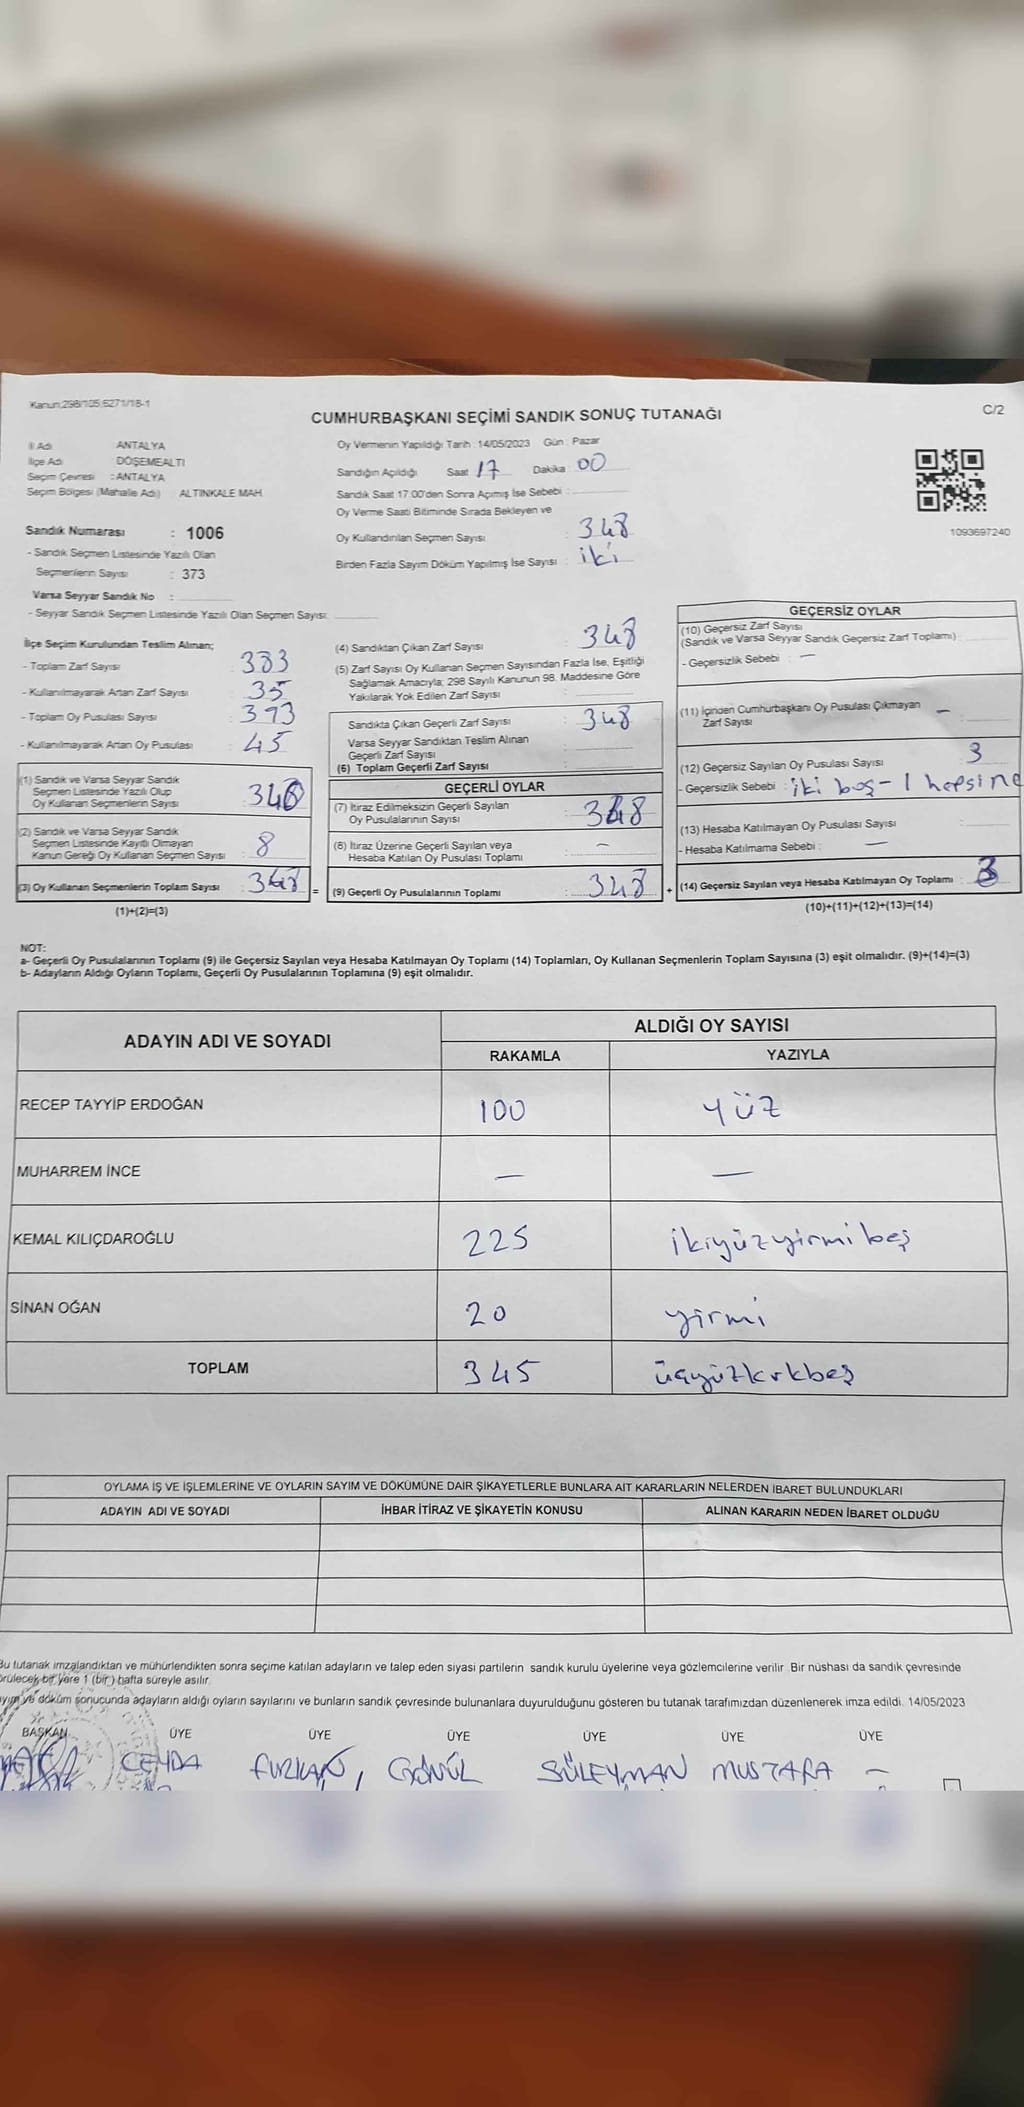 Kanun:298/105;6271/18-1
C/2
CUMHURBAŞKANI SEÇİMİ SANDIK SONUÇ TUTANAĞI
İl Adı ANTALYA
İlçe Adı DÖŞEMEALTI
Seçim Çevresi : ANTALYA
Seçim Bölgesi (Mahalle Adı) : ALTINKALE MAH.
Sandık Numarası : 1006
- Sandık Seçmen Listesinde Yazılı Olan
Seçmenlerin Sayısı : 373
Varsa Seyyar Sandık No :
- Seyyar Sandık Seçmen Listesinde Yazılı Olan Seçmen Sayısı:
Oy Vermenin Yapıldığı Tarih : 14/05/2023 Gün : Pazar
Sandığın Açıldığı Saat 17 Dakika : 00
Sandık Saat 17.00'den Sonra Açımış İse Sebebi :
Oy Verme Saati Bitiminde Sırada Bekleyen ve
Oy Kullandırılan Seçmen Sayısı : 348
Birden Fazla Sayım Döküm Yapılmış İse Sayısı : iki
1093697240
İlçe Seçim Kurulundan Teslim Alınan;
- Toplam Zarf Sayısı : 383
- Kullanılmayarak Artan Zarf Sayısı : 35
- Toplam Oy Pusulası Sayısı : 393
- Kullanılmayarak Artan Oy Pusulası : 45
(1) Sandık ve Varsa Seyyar Sandık
Seçmen Listesinde Yazılı Olup
Oy Kullanan Seçmenlerin Sayısı : 340
(2) Sandık ve Varsa Seyyar Sandık
Seçmen Listesinde Kayıtlı Olmayan
Kanun Gereği Oy Kullanan Seçmen Sayısı : 8
(3) Oy Kullanan Seçmenlerin Toplam Sayısı : 348 =
(1)+(2)=(3)
(4) Sandıktan Çıkan Zarf Sayısı : 348
(5) Zarf Sayısı Oy Kullanan Seçmen Sayısından Fazla İse, Eşitliği
Sağlamak Amacıyla; 298 Sayılı Kanunun 98. Maddesine Göre
Yakılarak Yok Edilen Zarf Sayısı :
Sandıkta Çıkan Geçerli Zarf Sayısı : 348
Varsa Seyyar Sandıktan Teslim Alınan
Geçerli Zarf Sayısı :
(6) Toplam Geçerli Zarf Sayısı :
GEÇERLİ OYLAR
(7) İtiraz Edilmeksizin Geçerli Sayılan
Oy Pusulalarının Sayısı : 348
(8) İtiraz Üzerine Geçerli Sayılan veya
Hesaba Katılan Oy Pusulası Toplamı : —
(9) Geçerli Oy Pusulalarının Toplamı : 348 +
GEÇERSİZ OYLAR
(10) Geçersiz Zarf Sayısı
(Sandık ve Varsa Seyyar Sandık Geçersiz Zarf Toplamı) :
- Geçersizlik Sebebi : —
(11) İçinden Cumhurbaşkanı Oy Pusulası Çıkmayan
Zarf Sayısı : —
(12) Geçersiz Sayılan Oy Pusulası Sayısı : 3
- Geçersizlik Sebebi : iki boş - 1 hepsine
(13) Hesaba Katılmayan Oy Pusulası Sayısı :
- Hesaba Katılmama Sebebi : —
(14) Geçersiz Sayılan veya Hesaba Katılmayan Oy Toplamı : 3
(10)+(11)+(12)+(13)=(14)
NOT:
a- Geçerli Oy Pusulalarının Toplamı (9) ile Geçersiz Sayılan veya Hesaba Katılmayan Oy Toplamı (14) Toplamları, Oy Kullanan Seçmenlerin Toplam Sayısına (3) eşit olmalıdır. (9)+(14)=(3)
b- Adayların Aldığı Oyların Toplamı, Geçerli Oy Pusulalarının Toplamına (9) eşit olmalıdır.
ADAYIN ADI VE SOYADI ALDIĞI OY SAYISI
RAKAMLA YAZIYLA
RECEP TAYYİP ERDOĞAN 100 yüz
MUHARREM İNCE — —
KEMAL KILIÇDAROĞLU 225 ikiyüzyirmibeş
SİNAN OĞAN 20 yirmi
TOPLAM 345 üçyüzkırkbeş
OYLAMA İŞ VE İŞLEMLERİNE VE OYLARIN SAYIM VE DÖKÜMÜNE DAİR ŞİKAYETLERLE BUNLARA AİT KARARLARIN NELERDEN İBARET BULUNDUKLARI
ADAYIN ADI VE SOYADI İHBAR İTİRAZ VE ŞİKAYETİN KONUSU ALINAN KARARIN NEDEN İBARET OLDUĞU
Bu tutanak imzalandıktan ve mühürlendikten sonra seçime katılan adayların ve talep eden siyasi partilerin sandık kurulu üyelerine veya gözlemcilerine verilir. Bir nüshası da sandık çevresinde
örülecek bir yere 1 (bir) hafta süreyle asılır.
ayım ve döküm sonucunda adayların aldığı oyların sayılarını ve bunların sandık çevresinde bulunanlara duyurulduğunu gösteren bu tutanak tarafımızdan düzenlenerek imza edildi. 14/05/2023
BAŞKAN ÜYE ÜYE ÜYE ÜYE ÜYE ÜYE
CEYDA FURKAN, GÖNÜL SÜLEYMAN MUSTAFA —